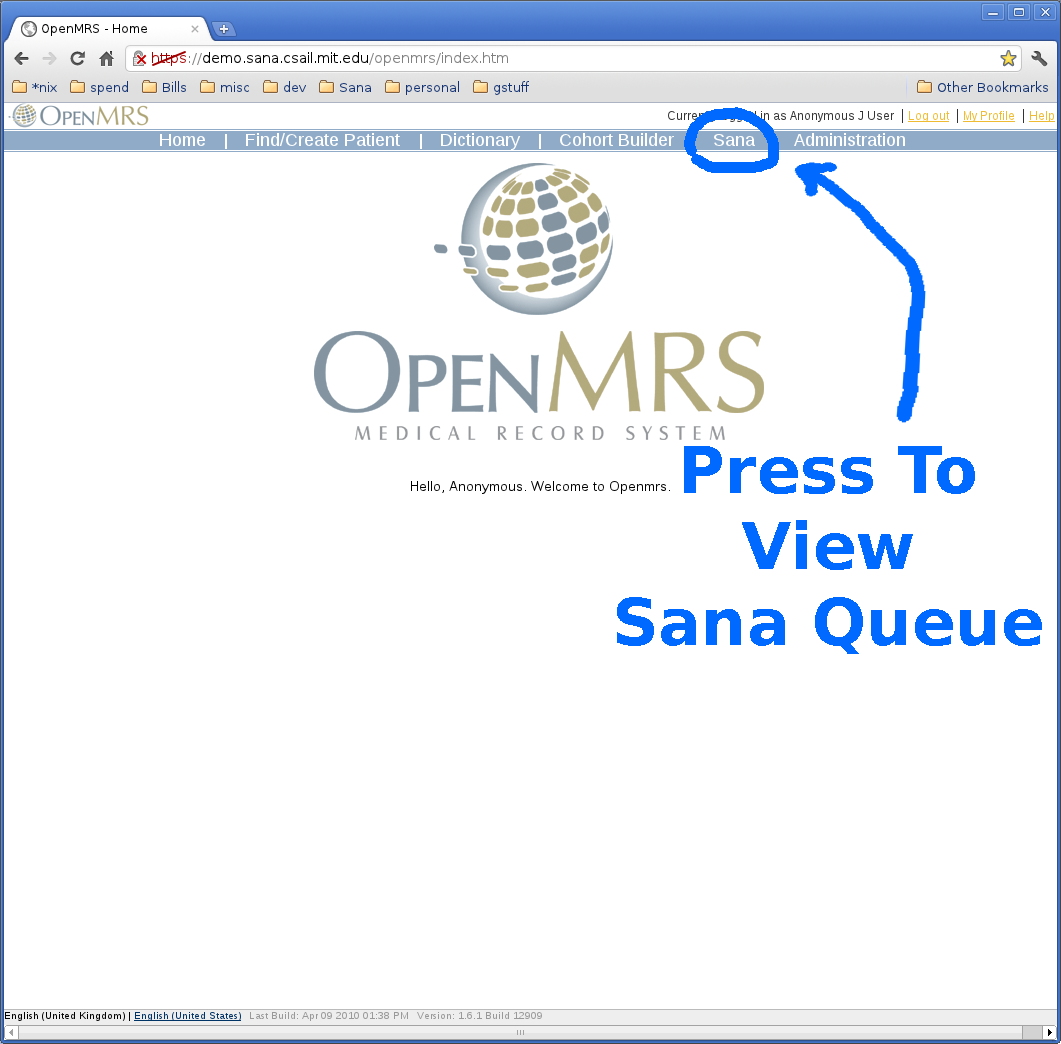 OpenMRS - Home
https://demo.sana.csail.mit.edu/openmrs/index.htm
*nix spend Bills misc dev Sana personal gstuff Other Bookmarks
OPENMRS in as Anonymous J User | Log out | My Profile | Help
Home | Find/Create Patient | Dictionary | Cohort Builder Sana Administration
OPENMRS
MEDICAL RECORD SYSTEM
Hello, Anonymous. Welcome to Openmrs.
Press To
View
Sana Queue
English (United Kingdom) | English (United States) Last Build: Apr 09 2010 01:38 PM Version: 1.6.1 Build 12909